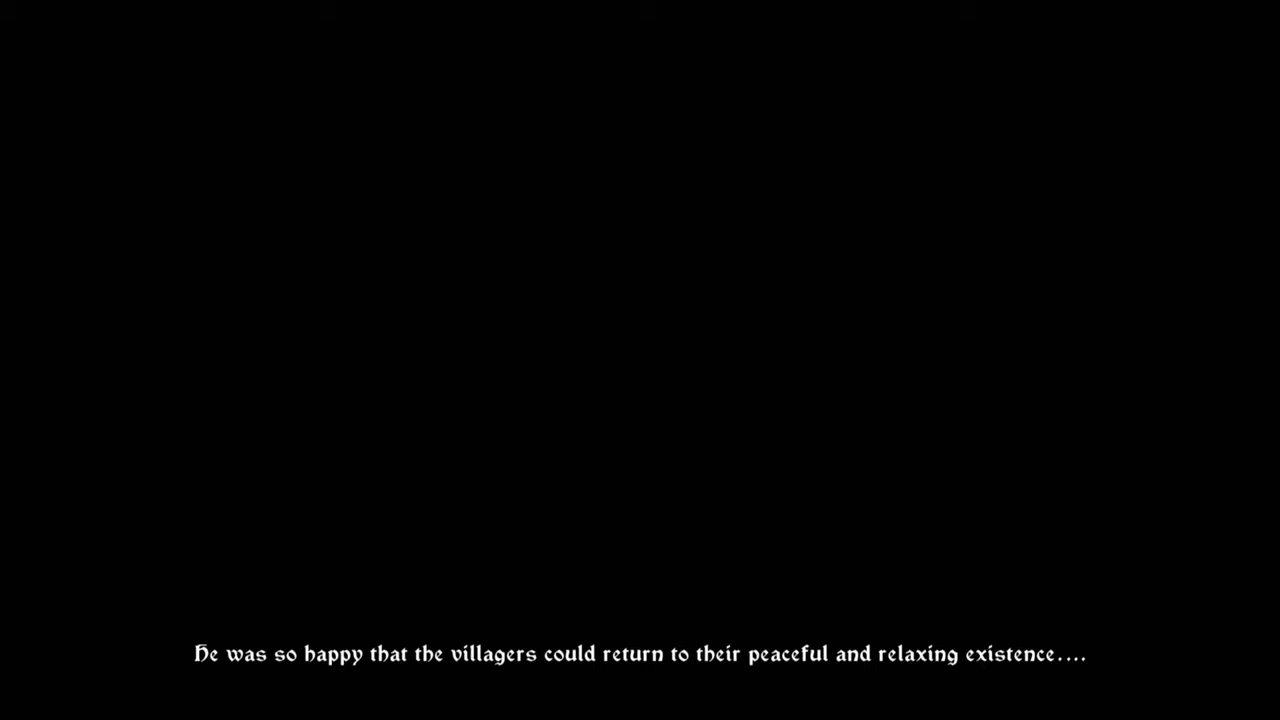 He was so happy that the villagers could return to their peaceful and relaxing existence....